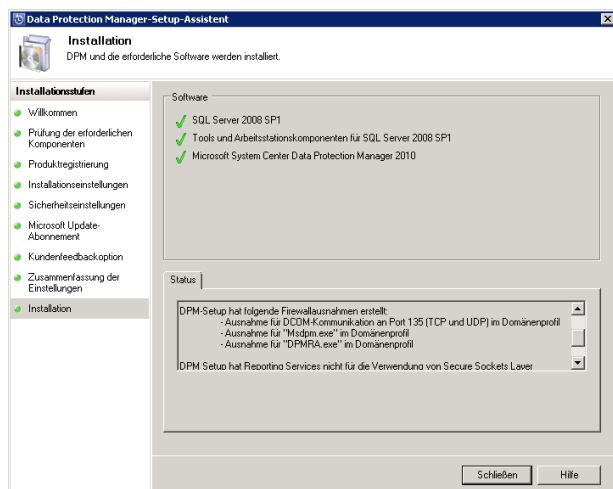 Data Protection Manager-Setup-Assistent
Installation
DPM und die erforderliche Software werden installiert.
Installationsstufen
Willkommen
Prüfung der erforderlichen
Komponenten
Produktregistrierung
Installationseinstellungen
Sicherheitseinstellungen
Microsoft Update-
Abonnement
Kundenfeedbackoption
Zusammenfassung der
Einstellungen
Installation
Software
SQL Server 2008 SP1
Tools und Arbeitsstationskomponenten für SQL Server 2008 SP1
Microsoft System Center Data Protection Manager 2010
Status
DPM-Setup hat folgende Firewallausnahmen erstellt:
- Ausnahme für DCOM-Kommunikation an Port 135 (TCP und UDP) im Domänenprofil
- Ausnahme für "Msdpm.exe" im Domänenprofil
- Ausnahme für "DPMRA.exe" im Domänenprofil
DPM Setup hat Reporting Services nicht für die Verwendung von Secure Sockets Layer
Schließen
Hilfe